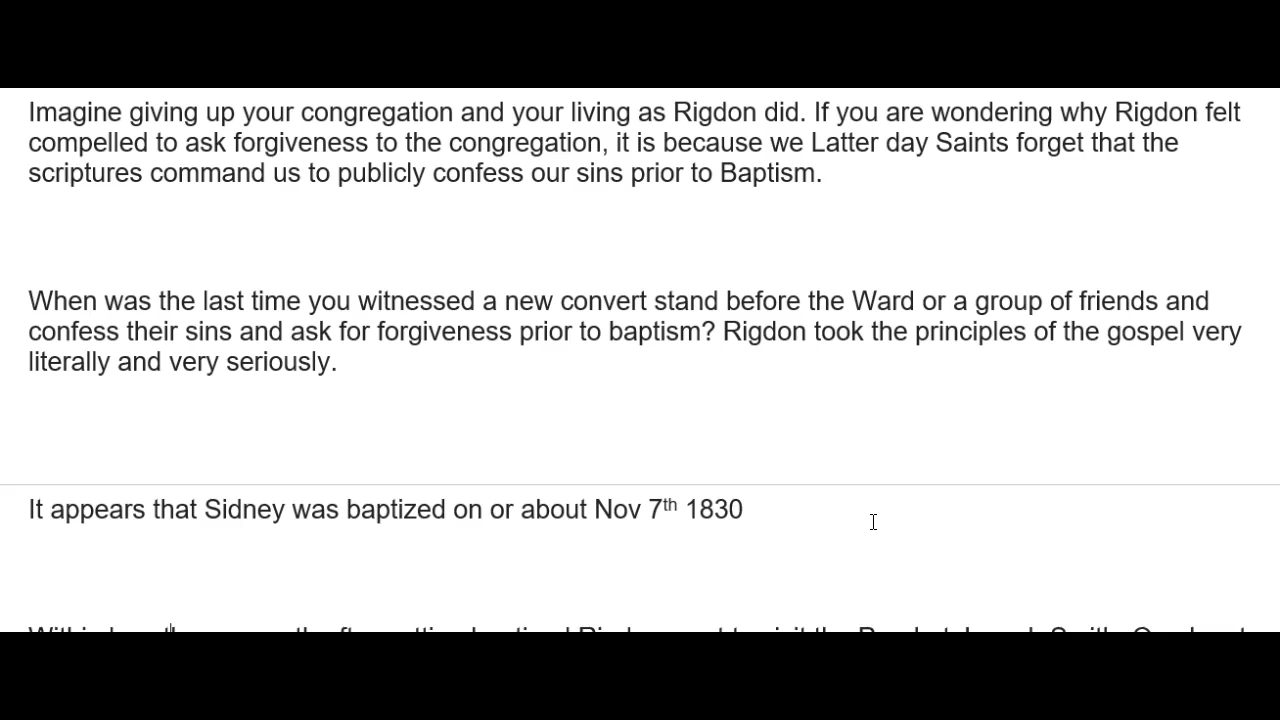 Imagine giving up your congregation and your living as Rigdon did. If you are wondering why Rigdon felt
compelled to ask forgiveness to the congregation, it is because we Latter day Saints forget that the
scriptures command us to publicly confess our sins prior to Baptism.
When was the last time you witnessed a new convert stand before the Ward or a group of friends and
confess their sins and ask for forgiveness prior to baptism? Rigdon took the principles of the gospel very
literally and very seriously.
It appears that Sidney was baptized on or about Nov 7th 1830